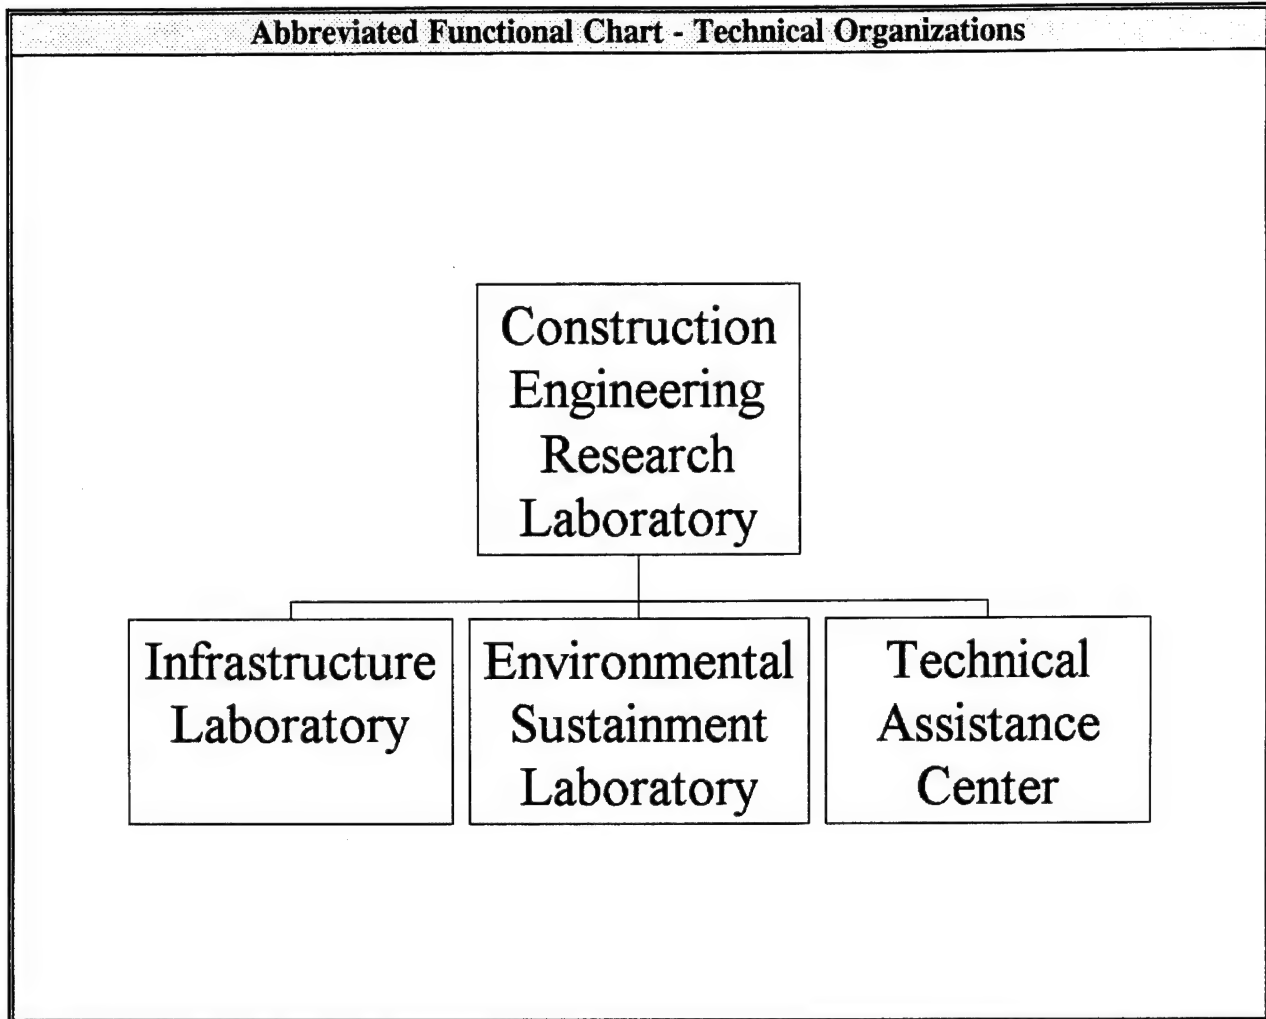 Abbreviated Functional Chart - Technical Organizations
Construction
Engineering
Research
Laboratory
Infrastructure
Laboratory
Environmental
Sustainment
Laboratory
Technical
Assistance
Center